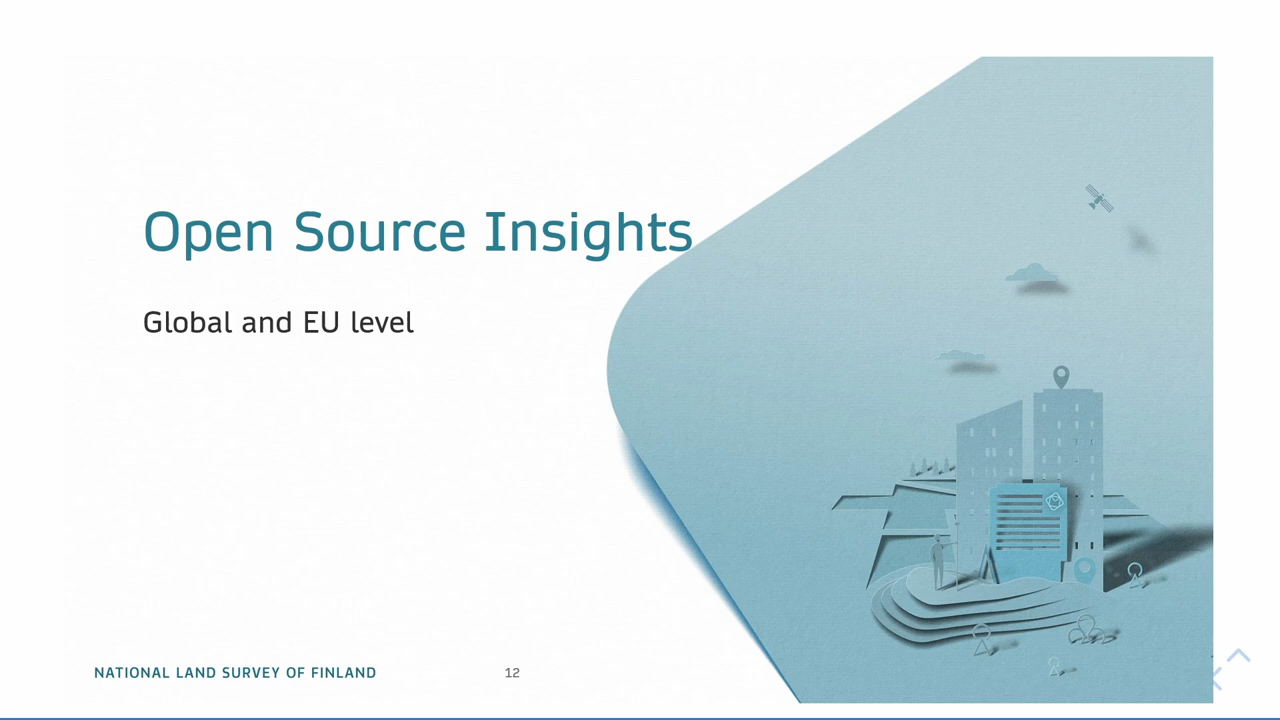 Open Source Insights
Global and EU level
NATIONAL LAND SURVEY OF FINLAND
12